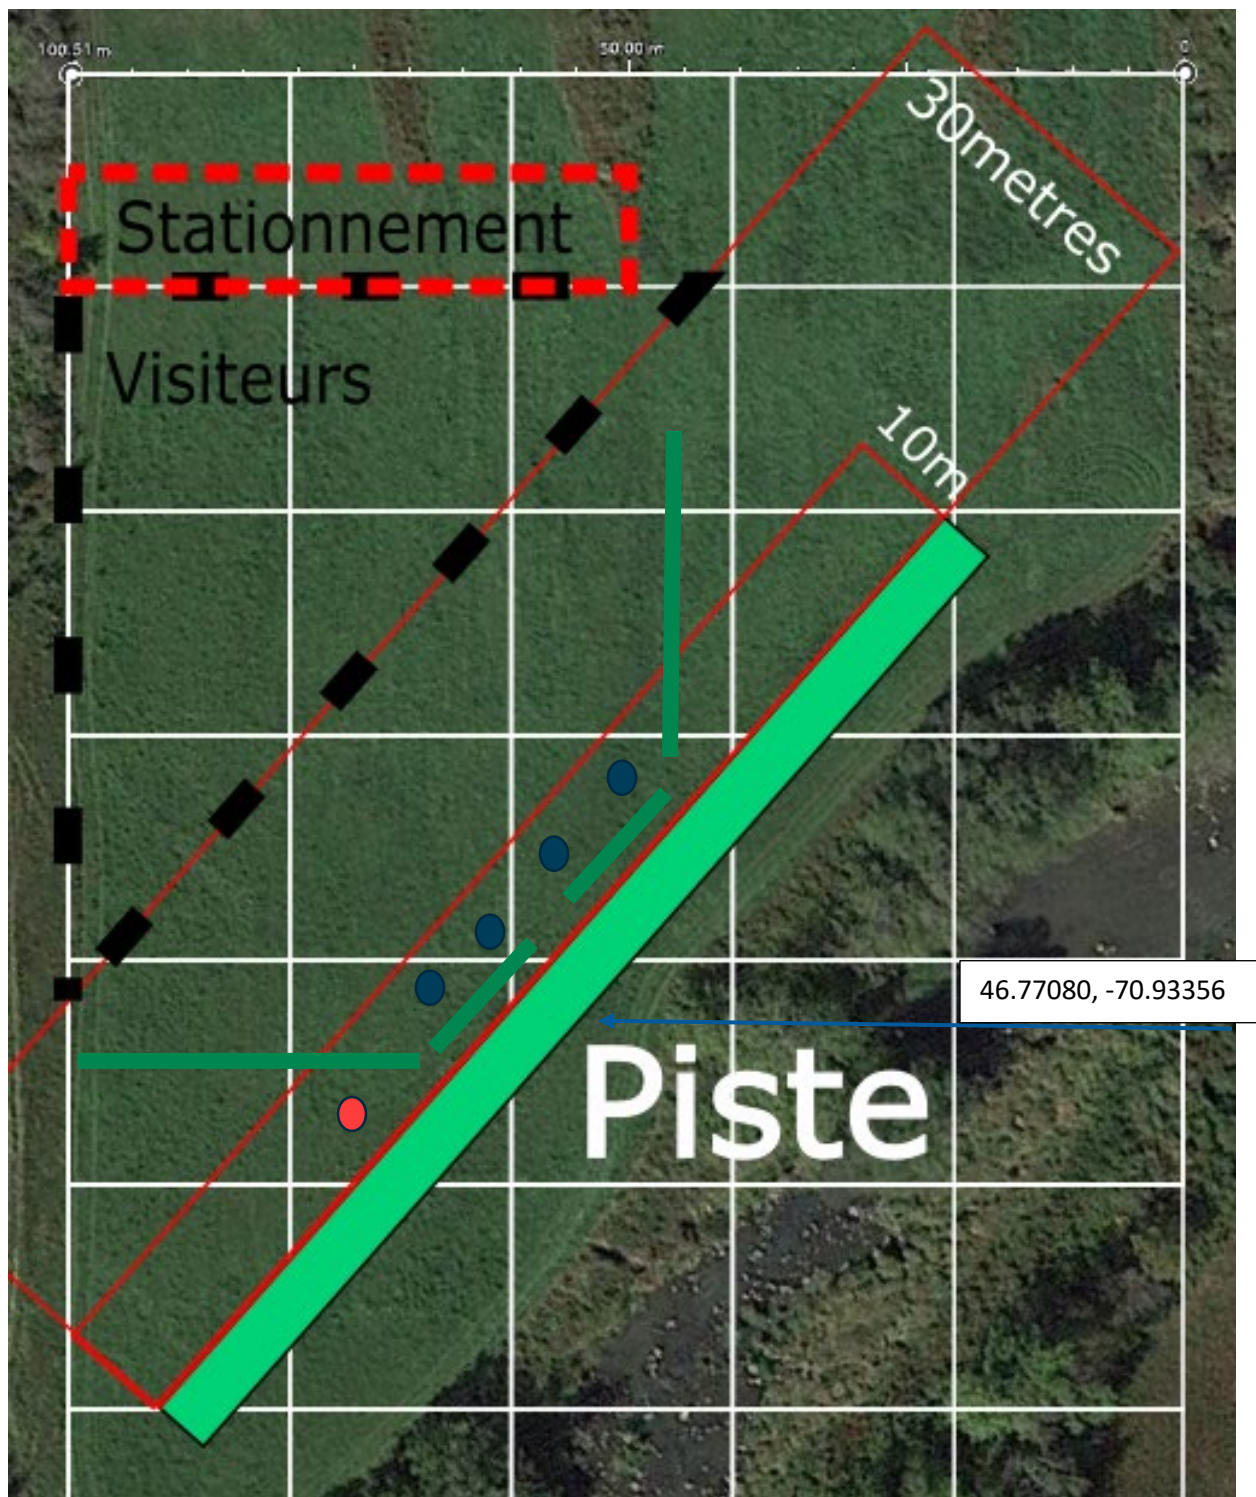 100.51 m
50.00 m
0
30metres
Stationnement
Visiteurs
10m
46.77080, -70.93356
Piste